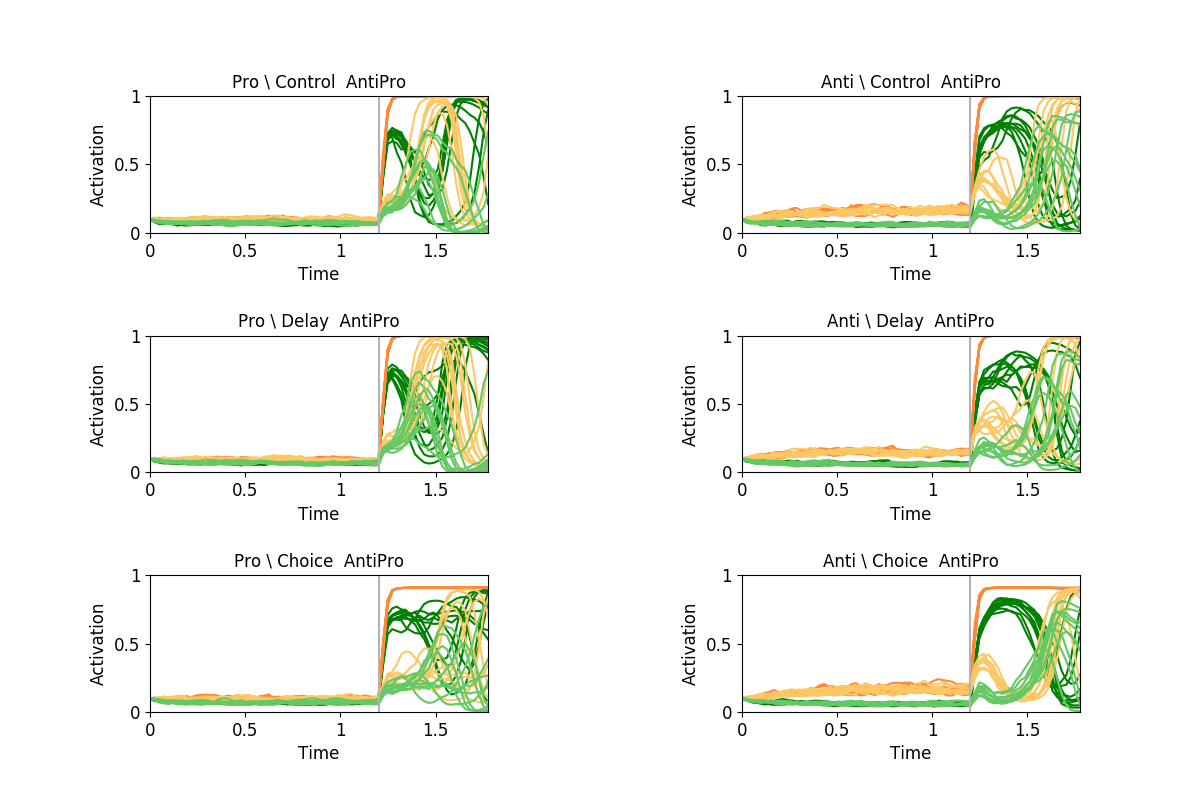 Pro \ Control  AntiPro
1
0.5
0
Activation
0
0.5
1
1.5
Time
Anti \ Control  AntiPro
1
0.5
0
Activation
0
0.5
1
1.5
Time
Pro \ Delay  AntiPro
1
0.5
0
Activation
0
0.5
1
1.5
Time
Anti \ Delay  AntiPro
1
0.5
0
Activation
0
0.5
1
1.5
Time
Pro \ Choice  AntiPro
1
0.5
0
Activation
0
0.5
1
1.5
Time
Anti \ Choice  AntiPro
1
0.5
0
Activation
0
0.5
1
1.5
Time